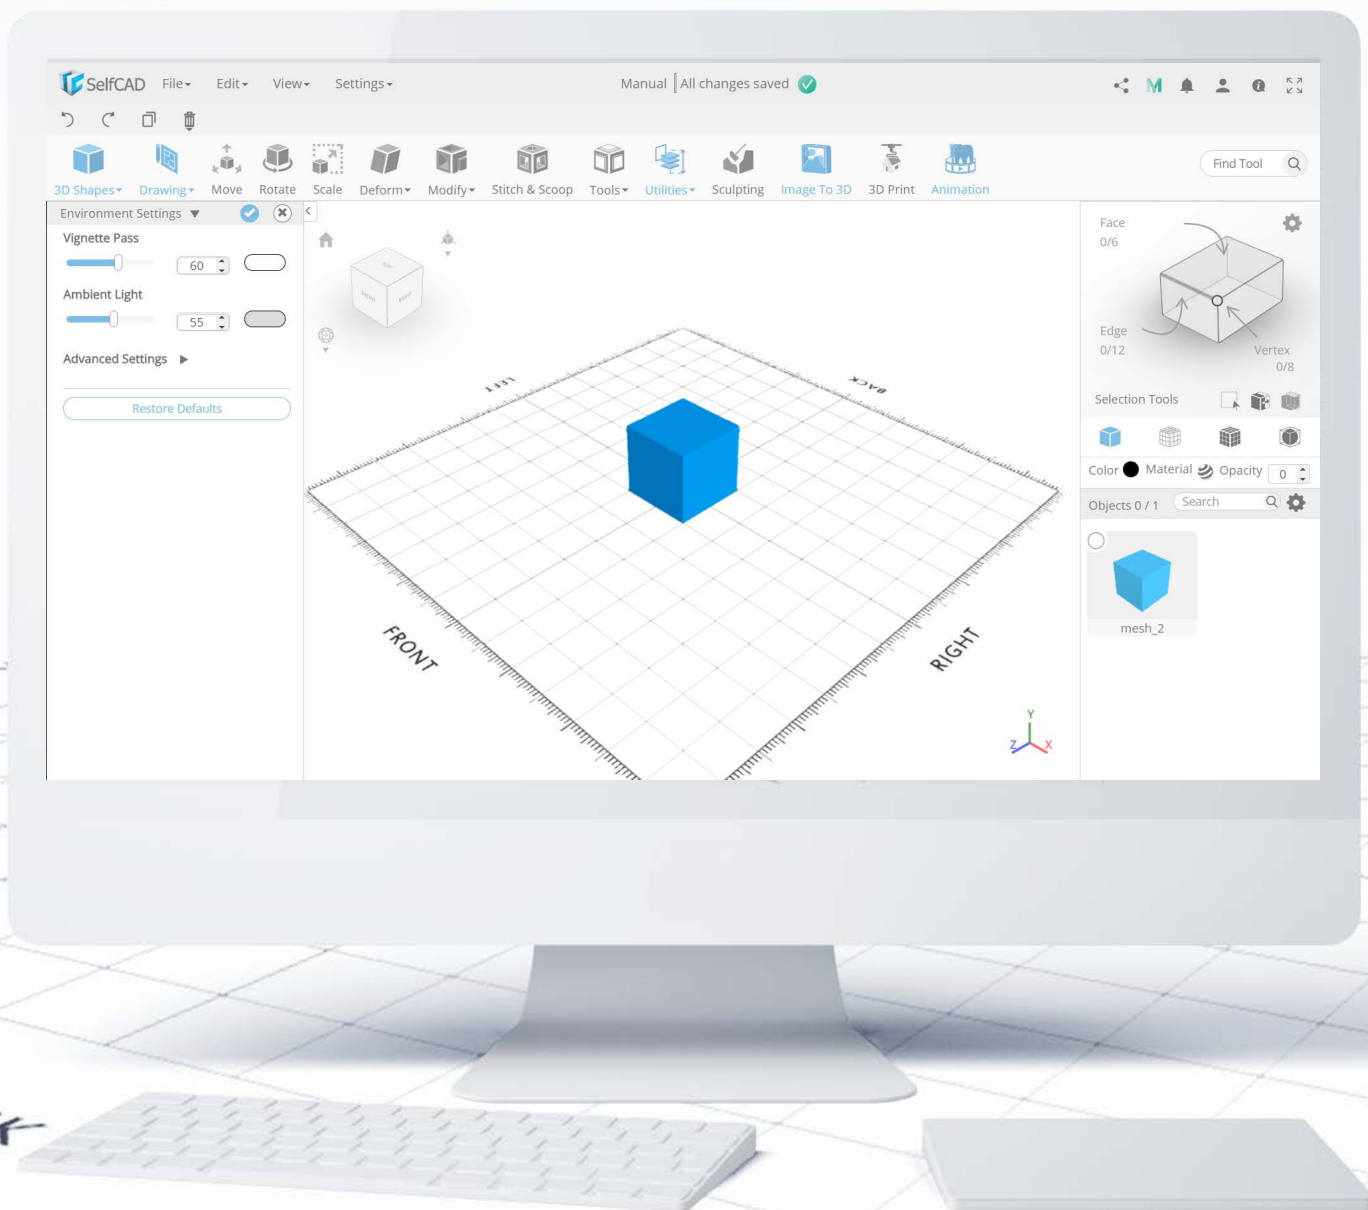 SelfCAD File Edit View Settings Manual All changes saved
3D Shapes Drawing Move Rotate Scale Deform Modify Stitch & Scoop Tools Utilities Sculpting Image To 3D 3D Print Animation Find Tool
Environment Settings
Vignette Pass
60
Ambient Light
55
Advanced Settings
Restore Defaults
LEFT
BACK
FRONT
RIGHT
Y
Z X
Face
0/6
Edge
0/12
Vertex
0/8
Selection Tools
Color Material Opacity 0
Objects 0 / 1 Search
mesh_2